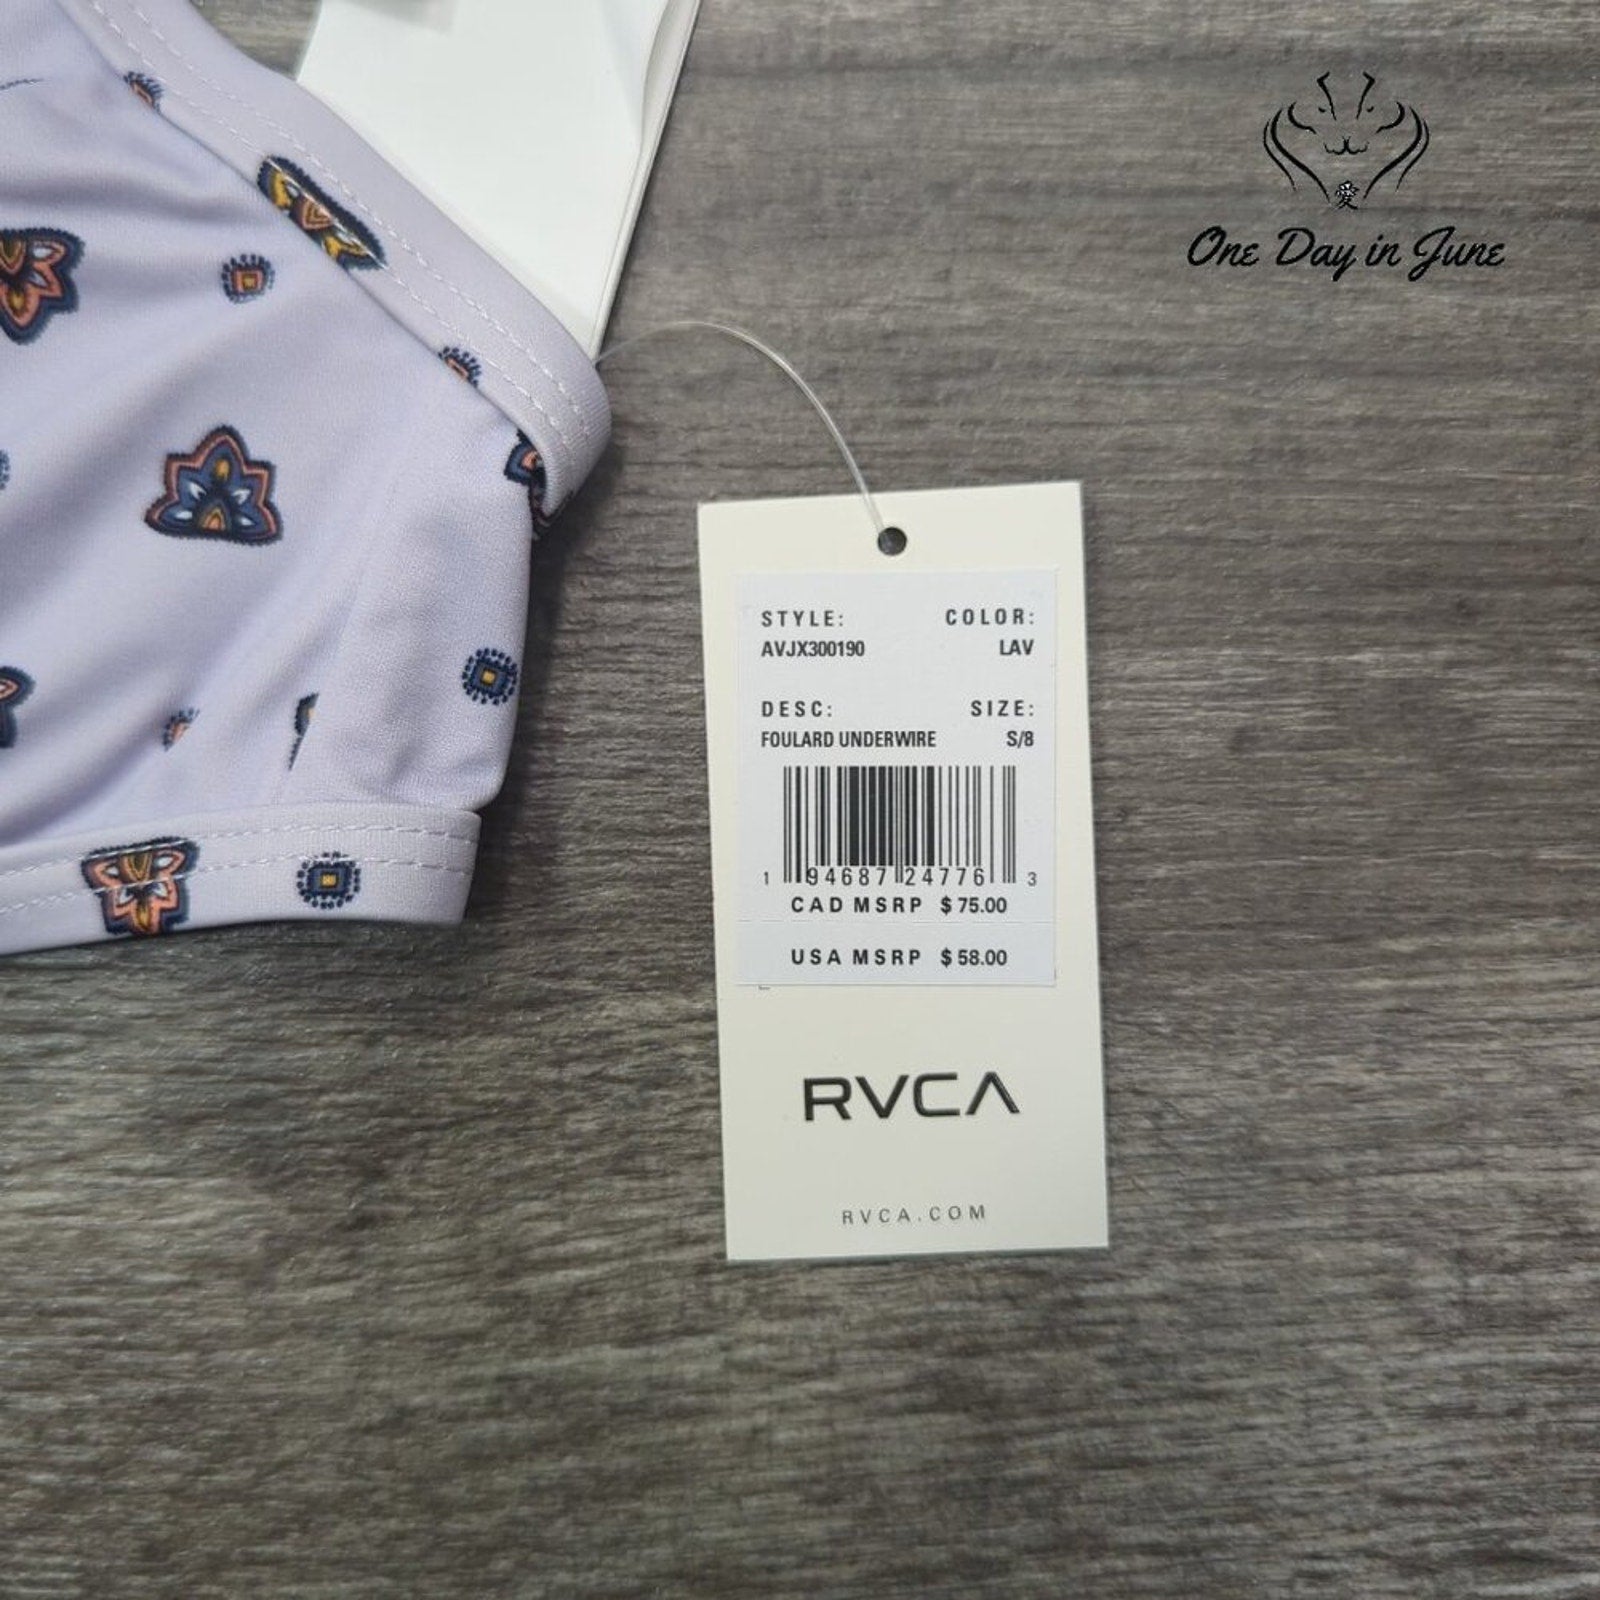 愛
One Day in June
STYLE: COLOR:
AVJX300190 LAV
DESC: SIZE:
FOULARD UNDERWIRE S/8
1 94687 24776 3
CAD MSRP $ 75.00
USA MSRP $ 58.00
RVCA
RVCA.COM